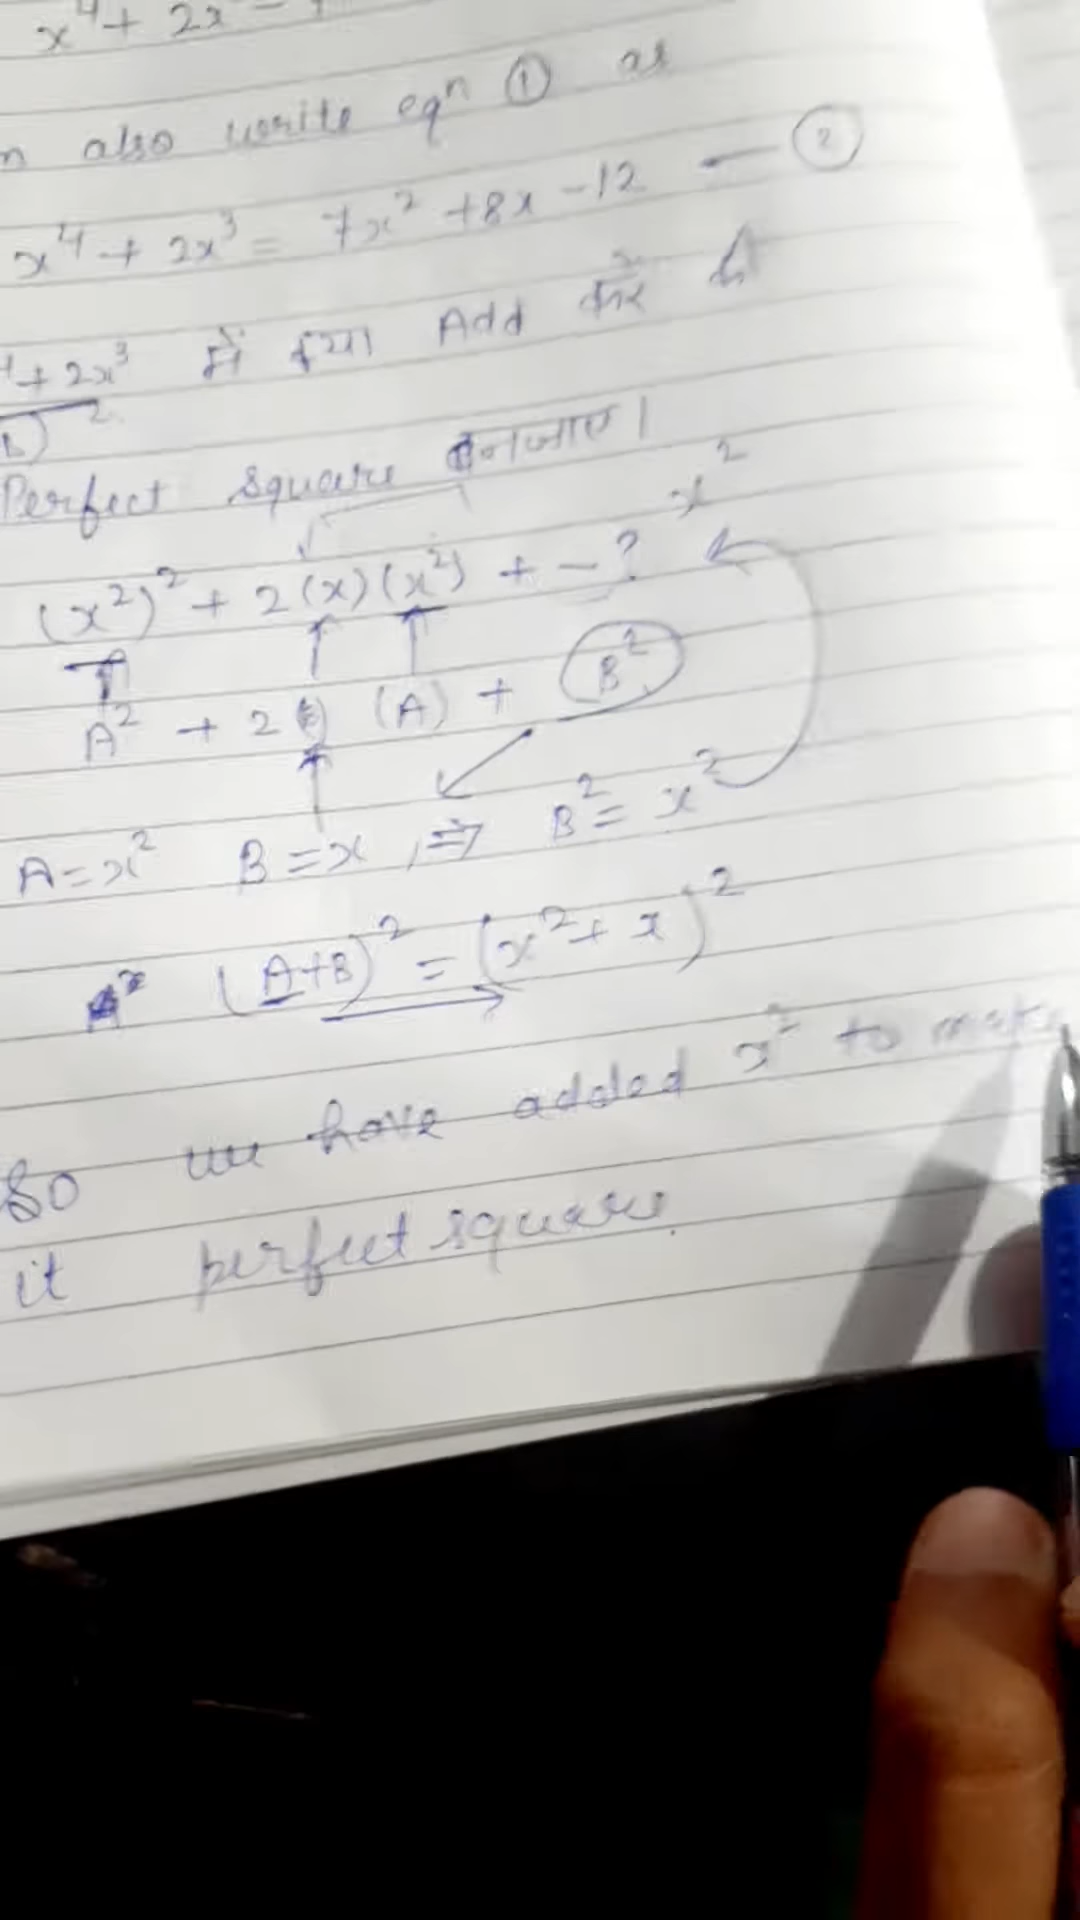 x⁴ + 2x
n also write eqⁿ ① as
x⁴ + 2x³ = 7x² + 8x - 12 — ②
+ 2x³ में क्या Add करें की
Perfect square बनजाए।
x²
(x²)² + 2(x)(x²) + - ?
A² + 2 (A) + B²
A = x² B = x, ⇒ B² = x²
(A+B)² = (x² + x)²
So we have added x² to make
it perfect square.